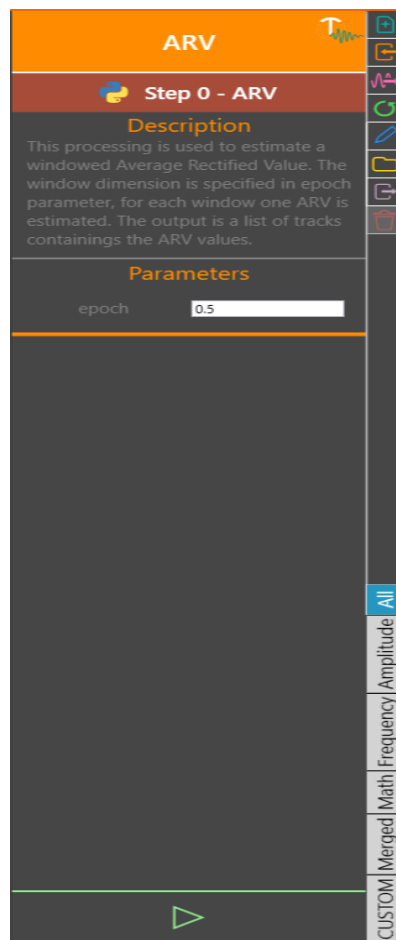 ARV
Step 0 - ARV
Description
This processing is used to estimate a
windowed Average Rectified Value. The
window dimension is specified in epoch
parameter, for each window one ARV is
estimated. The output is a list of tracks
containings the ARV values.
Parameters
epoch 0.5
All
Amplitude
Frequency
Math
Merged
CUSTOM